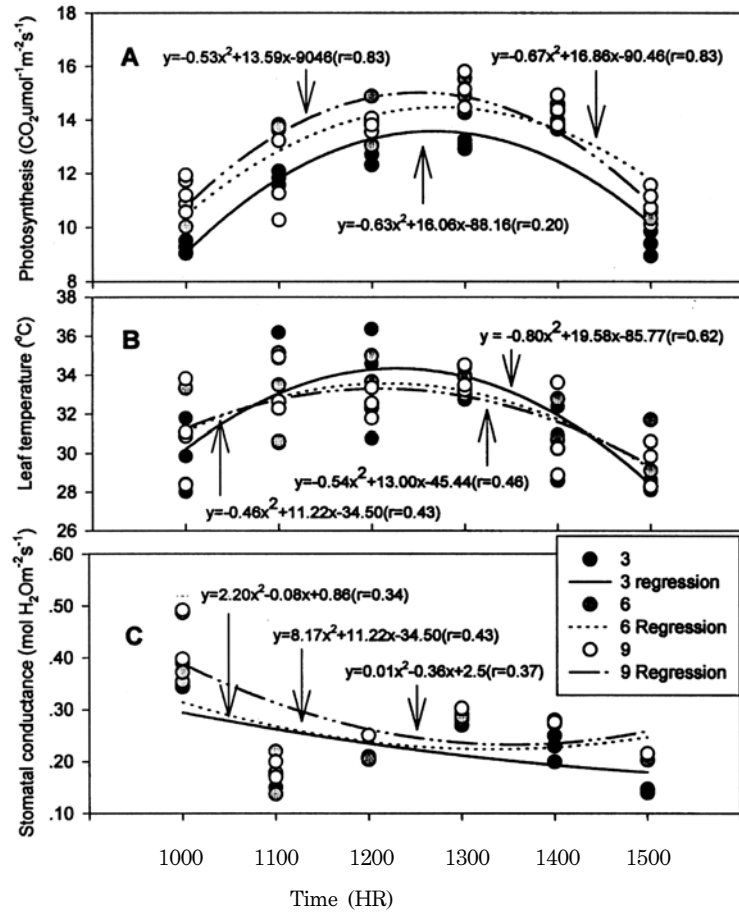 A
y=-0.53x²+13.59x-9046(r=0.83)
y=-0.67x²+16.86x-90.46(r=0.83)
y=-0.63x²+16.06x-88.16(r=0.20)
Photosynthesis (CO₂umol⁻¹m⁻²s⁻¹)
18
16
14
12
10
8
B
y = -0.80x²+19.58x-85.77(r=0.62)
y=-0.54x²+13.00x-45.44(r=0.46)
y=-0.46x²+11.22x-34.50(r=0.43)
Leaf temperature (°C)
38
36
34
32
30
28
26
C
y=2.20x²-0.08x+0.86(r=0.34)
y=8.17x²+11.22x-34.50(r=0.43)
y=0.01x²-0.36x+2.5(r=0.37)
Stomatal conductance (mol H₂Om⁻²s⁻¹)
.60
.50
.40
.30
.20
.10
3
3 regression
6
6 Regression
9
9 Regression
1000 1100 1200 1300 1400 1500
Time (HR)